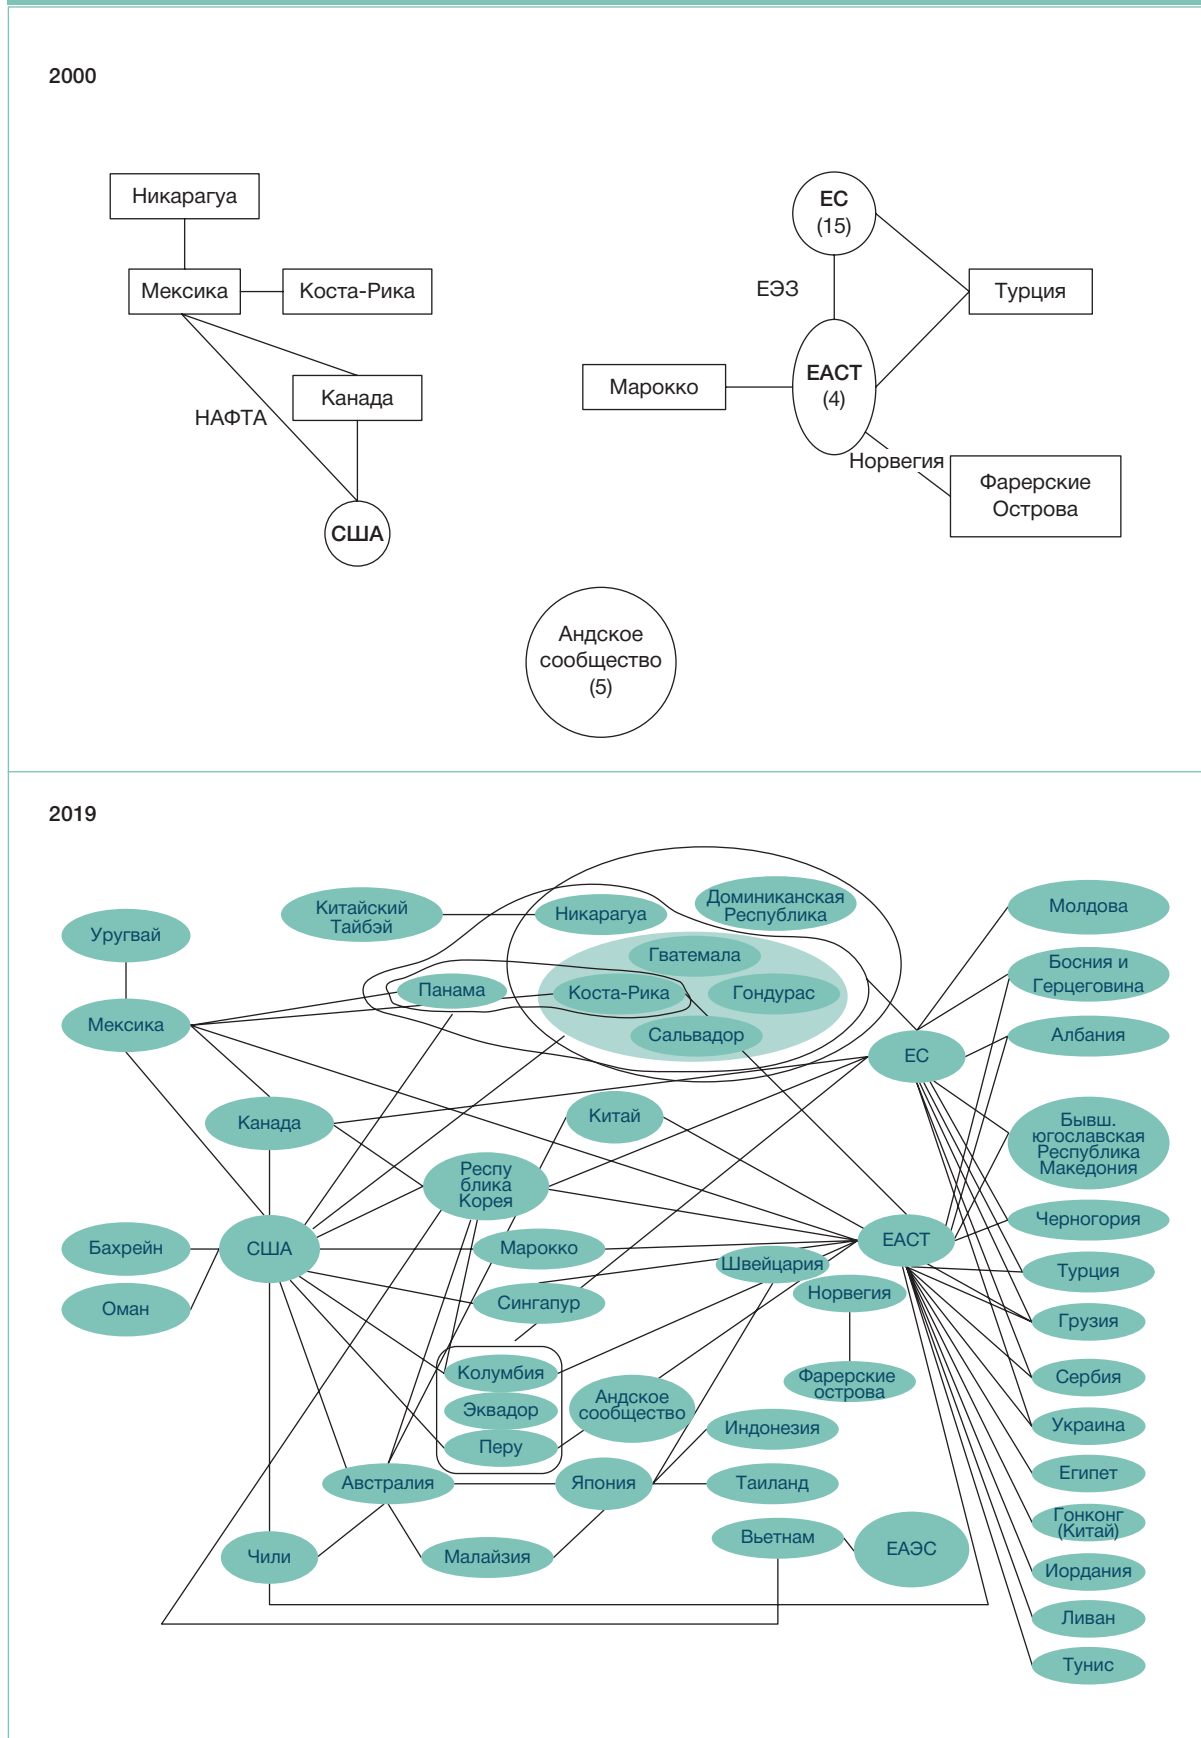 2000
Никарагуа
Мексика
Коста-Рика
Канада
НАФТА
США
ЕС
(15)
ЕЭЗ
Турция
ЕАСТ
(4)
Марокко
Норвегия
Фарерские
Острова
Андское
сообщество
(5)
2019
Китайский
Тайбэй
Никарагуа
Доминиканская
Республика
Молдова
Уругвай
Гватемала
Босния и
Герцеговина
Панама
Коста-Рика
Гондурас
Мексика
Сальвадор
ЕС
Албания
Канада
Китай
Бывш.
югославская
Республика
Македония
Респу
блика
Корея
Черногория
Бахрейн
США
Марокко
ЕАСТ
Швейцария
Турция
Оман
Сингапур
Норвегия
Грузия
Колумбия
Фарерские
острова
Сербия
Эквадор
Андское
сообщество
Индонезия
Украина
Перу
Австралия
Япония
Таиланд
Египет
Гонконг
(Китай)
Чили
Малайзия
Вьетнам
ЕАЭС
Иордания
Ливан
Тунис